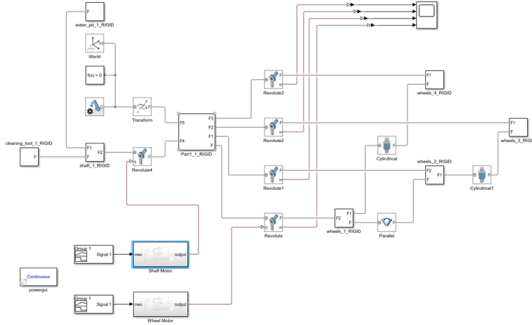 water_jet_1_RIGID
F
World
f(x) = 0
Transform
cleaning_tool_1_RIGID
F
shaft_1_RIGID
F1
F2
F
Revolute4
F5
F4
F3
F2
F1
F
Part1_1_RIGID
Revolute3
Revolute2
Revolute1
Revolute
F1
F
wheels_4_RIGID
F1
F
wheels_3_RIGID
Cylindrical
wheels_2_RIGID
F2
F
Cylindrical1
F2
F1
F
wheels_1_RIGID
Parallel
Group 1
Signal 1
output
Shaft Motor
Continuous
powergui
Group 1
Signal 1
output
Wheel Motor